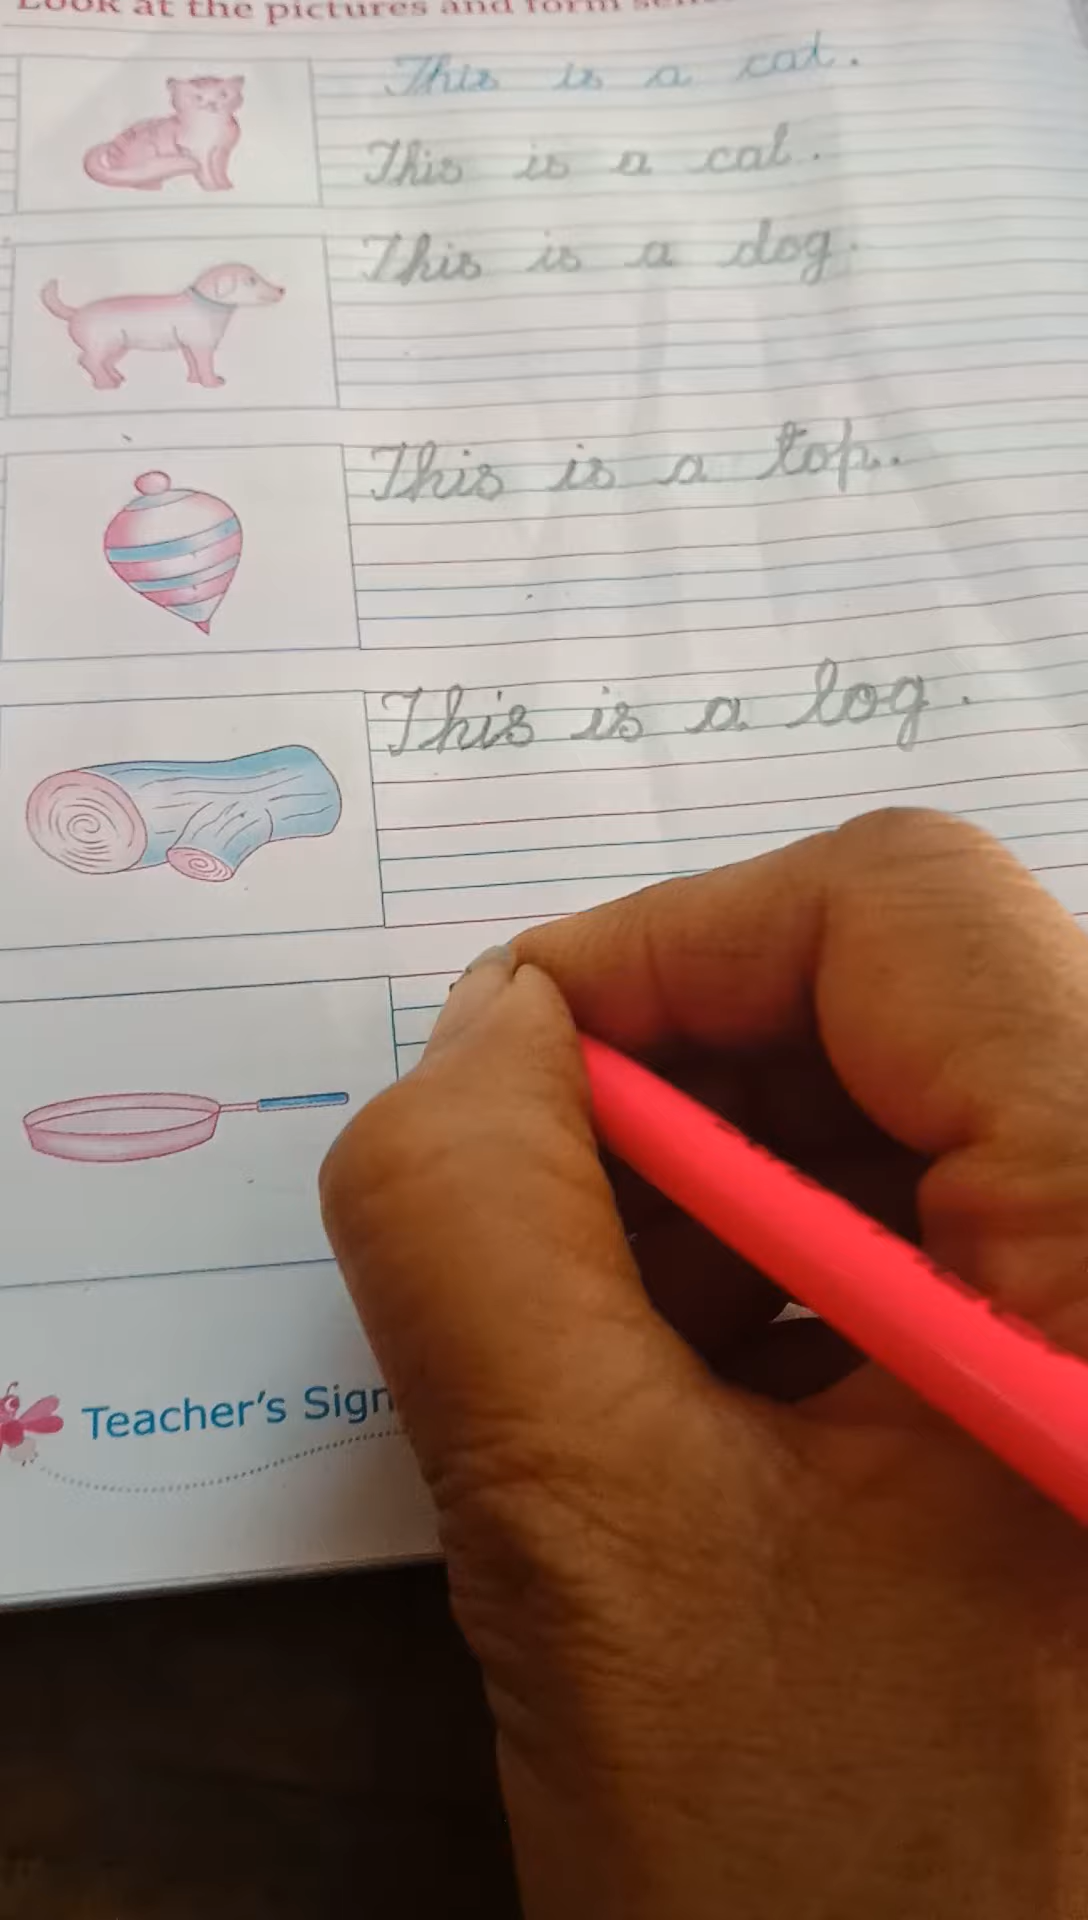 Look at the pictures and form
This is a cat.
This is a cat.
This is a dog.
This is a top.
This is a log.
Teacher's Sign